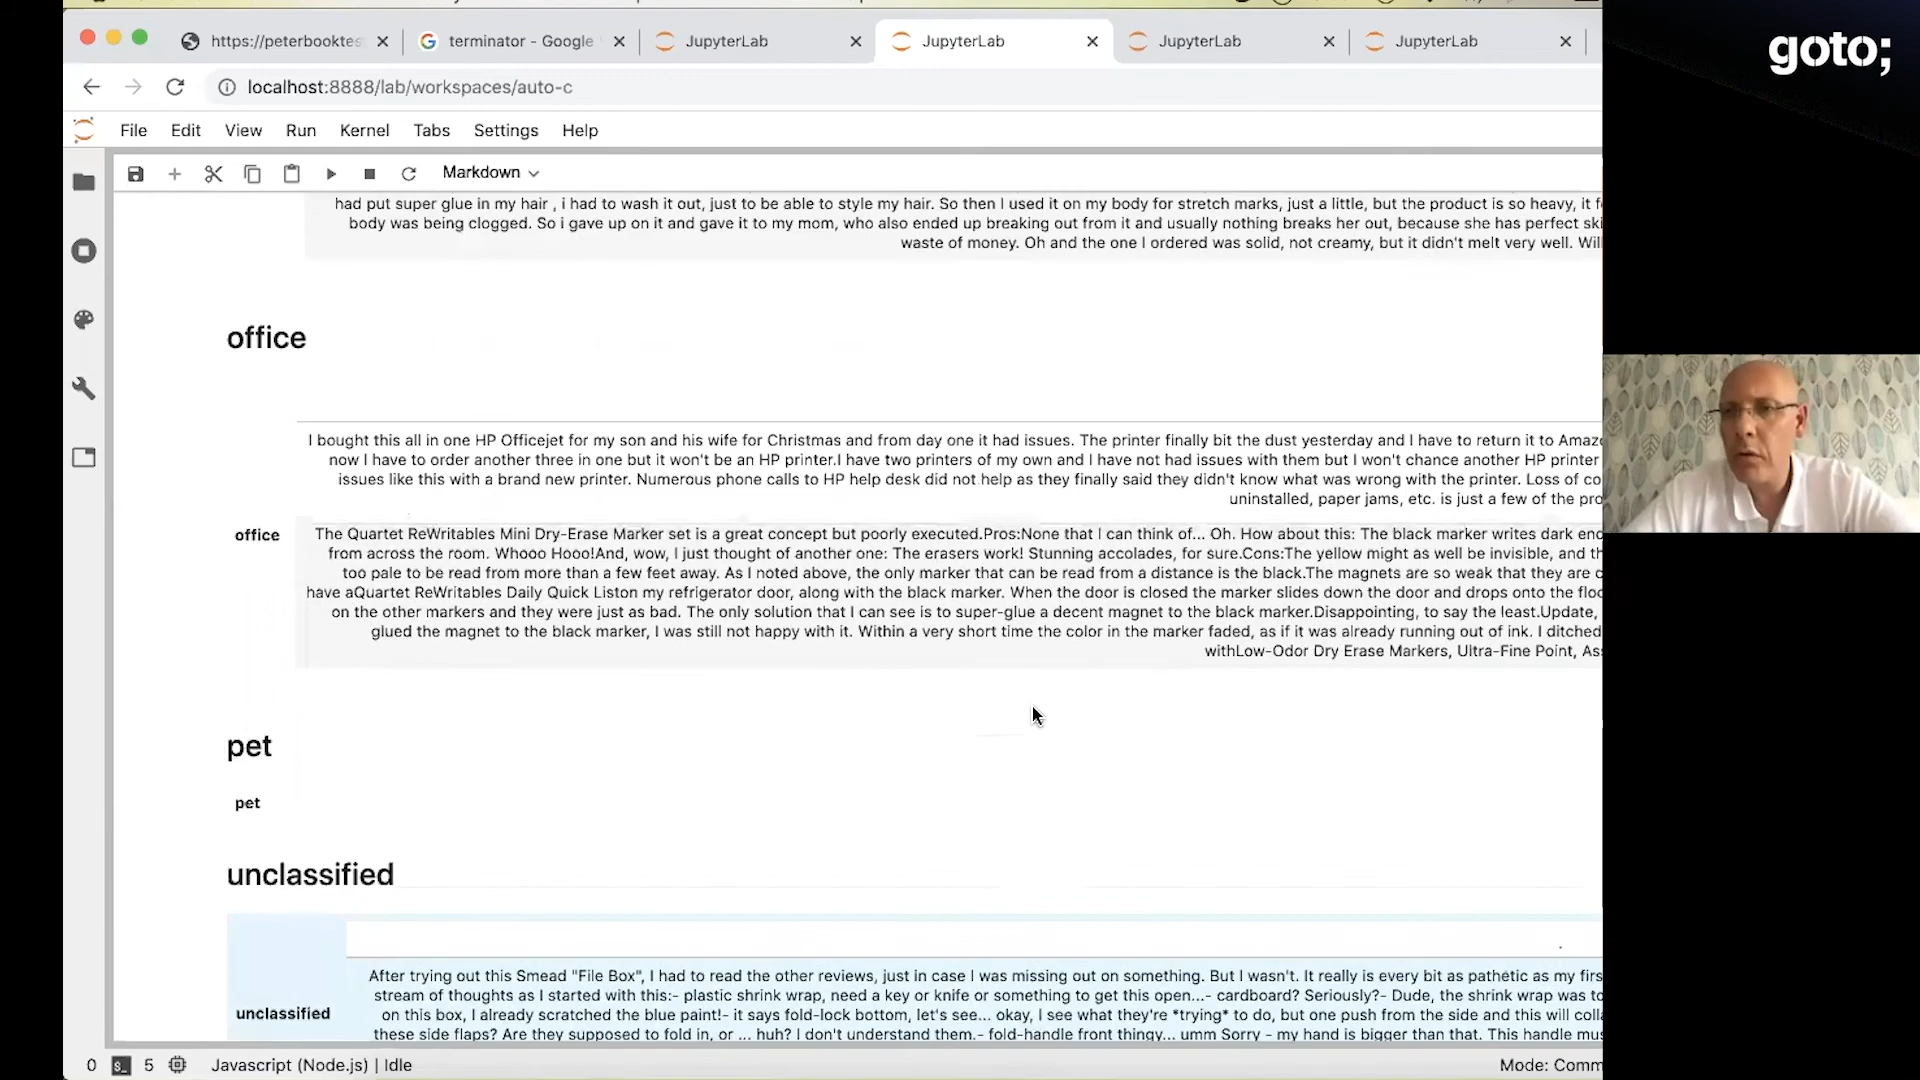 goto;
https://peterbooktes
terminator - Google
JupyterLab
JupyterLab
JupyterLab
JupyterLab
localhost:8888/lab/workspaces/auto-c
File Edit View Run Kernel Tabs Settings Help
Markdown
had put super glue in my hair , i had to wash it out, just to be able to style my hair. So then I used it on my body for stretch marks, just a little, but the product is so heavy, it f
body was being clogged. So i gave up on it and gave it to my mom, who also ended up breaking out from it and usually nothing breaks her out, because she has perfect ski
waste of money. Oh and the one I ordered was solid, not creamy, but it didn't melt very well. Wil
office
I bought this all in one HP Officejet for my son and his wife for Christmas and from day one it had issues. The printer finally bit the dust yesterday and I have to return it to Amazo
now I have to order another three in one but it won't be an HP printer.I have two printers of my own and I have not had issues with them but I won't chance another HP printer
issues like this with a brand new printer. Numerous phone calls to HP help desk did not help as they finally said they didn't know what was wrong with the printer. Loss of co
uninstalled, paper jams, etc. is just a few of the pro
office
The Quartet ReWritables Mini Dry-Erase Marker set is a great concept but poorly executed.Pros:None that I can think of... Oh. How about this: The black marker writes dark eno
from across the room. Whooo Hooo!And, wow, I just thought of another one: The erasers work! Stunning accolades, for sure.Cons:The yellow might as well be invisible, and th
too pale to be read from more than a few feet away. As I noted above, the only marker that can be read from a distance is the black.The magnets are so weak that they are c
have aQuartet ReWritables Daily Quick Liston my refrigerator door, along with the black marker. When the door is closed the marker slides down the door and drops onto the floo
on the other markers and they were just as bad. The only solution that I can see is to super-glue a decent magnet to the black marker.Disappointing, to say the least.Update,
glued the magnet to the black marker, I was still not happy with it. Within a very short time the color in the marker faded, as if it was already running out of ink. I ditched
withLow-Odor Dry Erase Markers, Ultra-Fine Point, Ass
pet
pet
unclassified
After trying out this Smead "File Box", I had to read the other reviews, just in case I was missing out on something. But I wasn't. It really is every bit as pathetic as my firs
stream of thoughts as I started with this:- plastic shrink wrap, need a key or knife or something to get this open...- cardboard? Seriously?- Dude, the shrink wrap was to
unclassified
on this box, I already scratched the blue paint!- it says fold-lock bottom, let's see... okay, I see what they're *trying* to do, but one push from the side and this will coll
these side flaps? Are they supposed to fold in, or ... huh? I don't understand them.- fold-handle front thingy... umm Sorry - my hand is bigger than that. This handle mus
0 5 Javascript (Node.js) | Idle
Mode: Comm